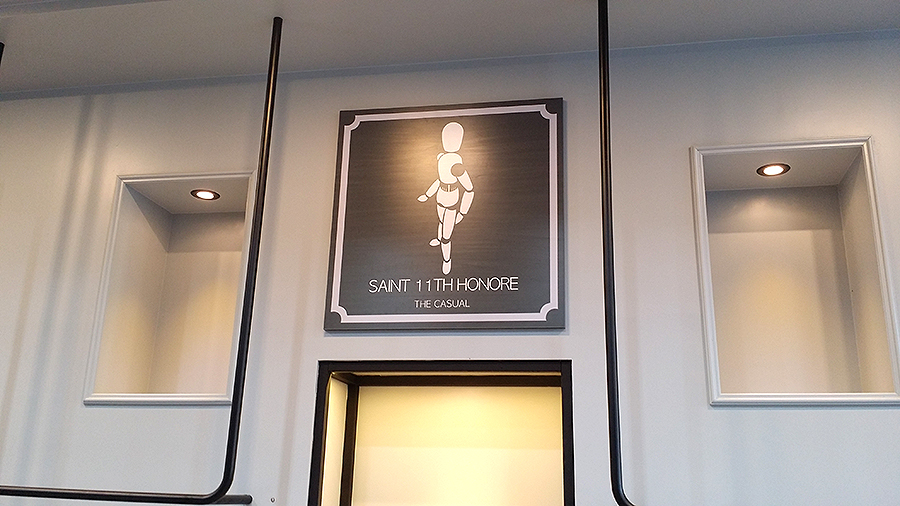 SAINT 11TH HONORE
THE CASUAL